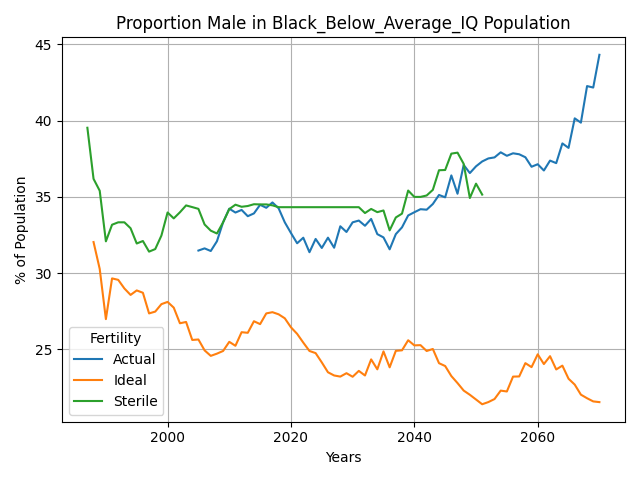 Proportion Male in Black_Below_Average_IQ Population
% of Population
45
40
35
30
25
Fertility
Actual
Ideal
Sterile
2000 2020 2040 2060
Years